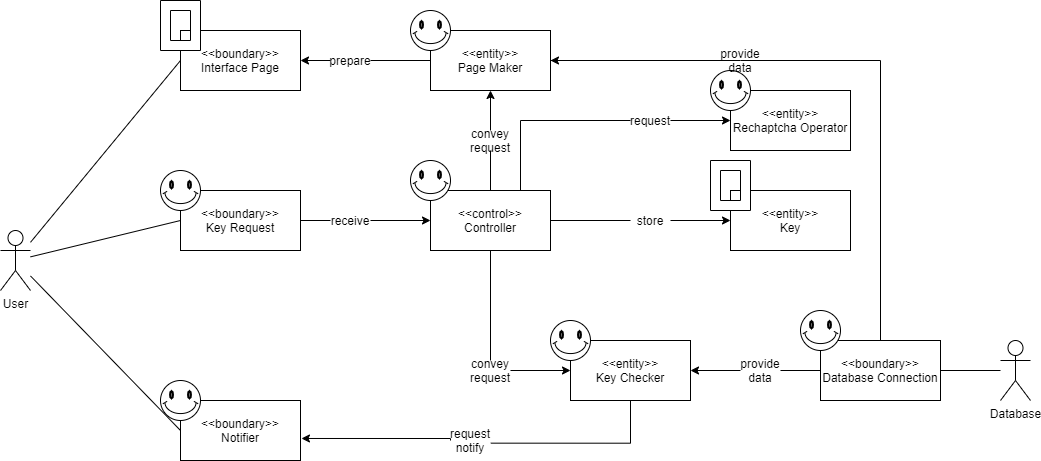 <<boundary>>
Interface Page
prepare
<<entity>>
Page Maker
provide
data
<<entity>>
Rechaptcha Operator
request
convey
request
<<boundary>>
Key Request
receive
<<control>>
Controller
store
<<entity>>
Key
User
convey
request
<<entity>>
Key Checker
provide
data
<<boundary>>
Database Connection
Database
<<boundary>>
Notifier
request
notify